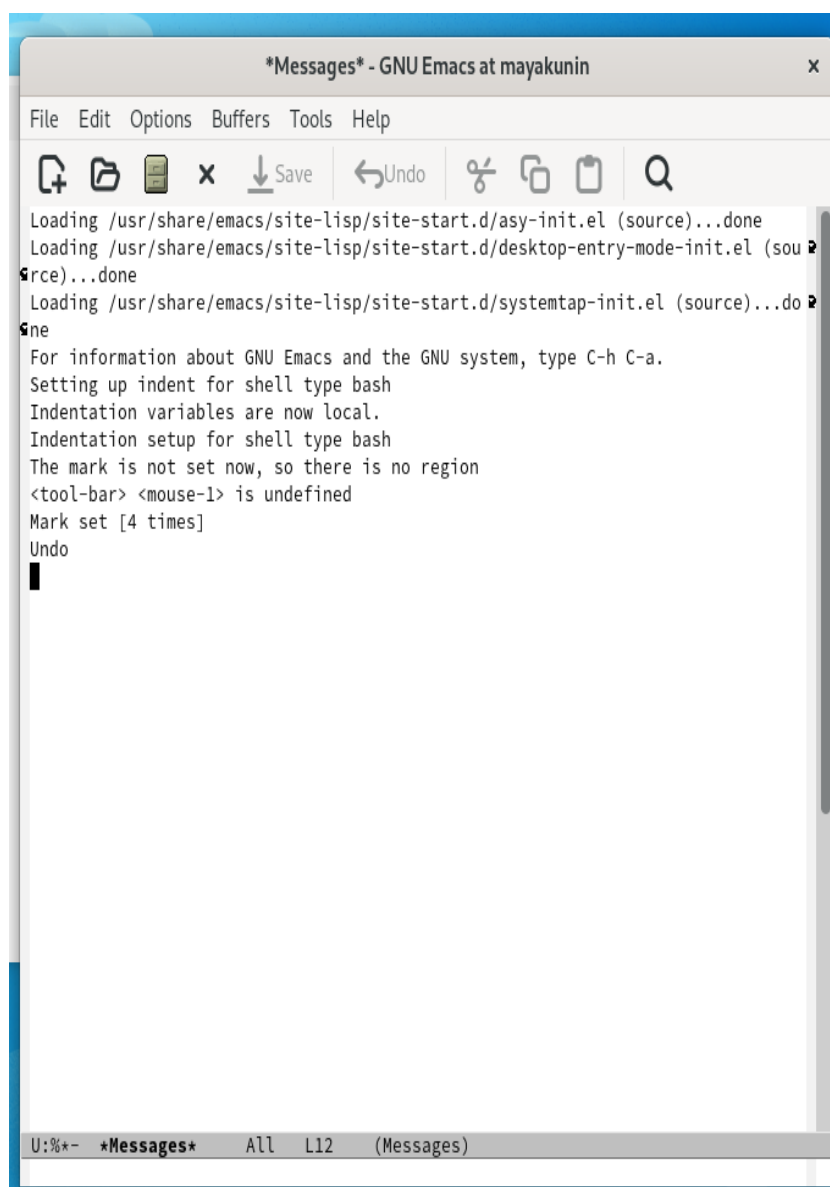 *Messages* - GNU Emacs at mayakunin
File Edit Options Buffers Tools Help
Save Undo
Loading /usr/share/emacs/site-lisp/site-start.d/asy-init.el (source)...done
Loading /usr/share/emacs/site-lisp/site-start.d/desktop-entry-mode-init.el (sou
rce)...done
Loading /usr/share/emacs/site-lisp/site-start.d/systemtap-init.el (source)...do
ne
For information about GNU Emacs and the GNU system, type C-h C-a.
Setting up indent for shell type bash
Indentation variables are now local.
Indentation setup for shell type bash
The mark is not set now, so there is no region
<tool-bar> <mouse-1> is undefined
Mark set [4 times]
Undo
U:%*- *Messages* All L12 (Messages)